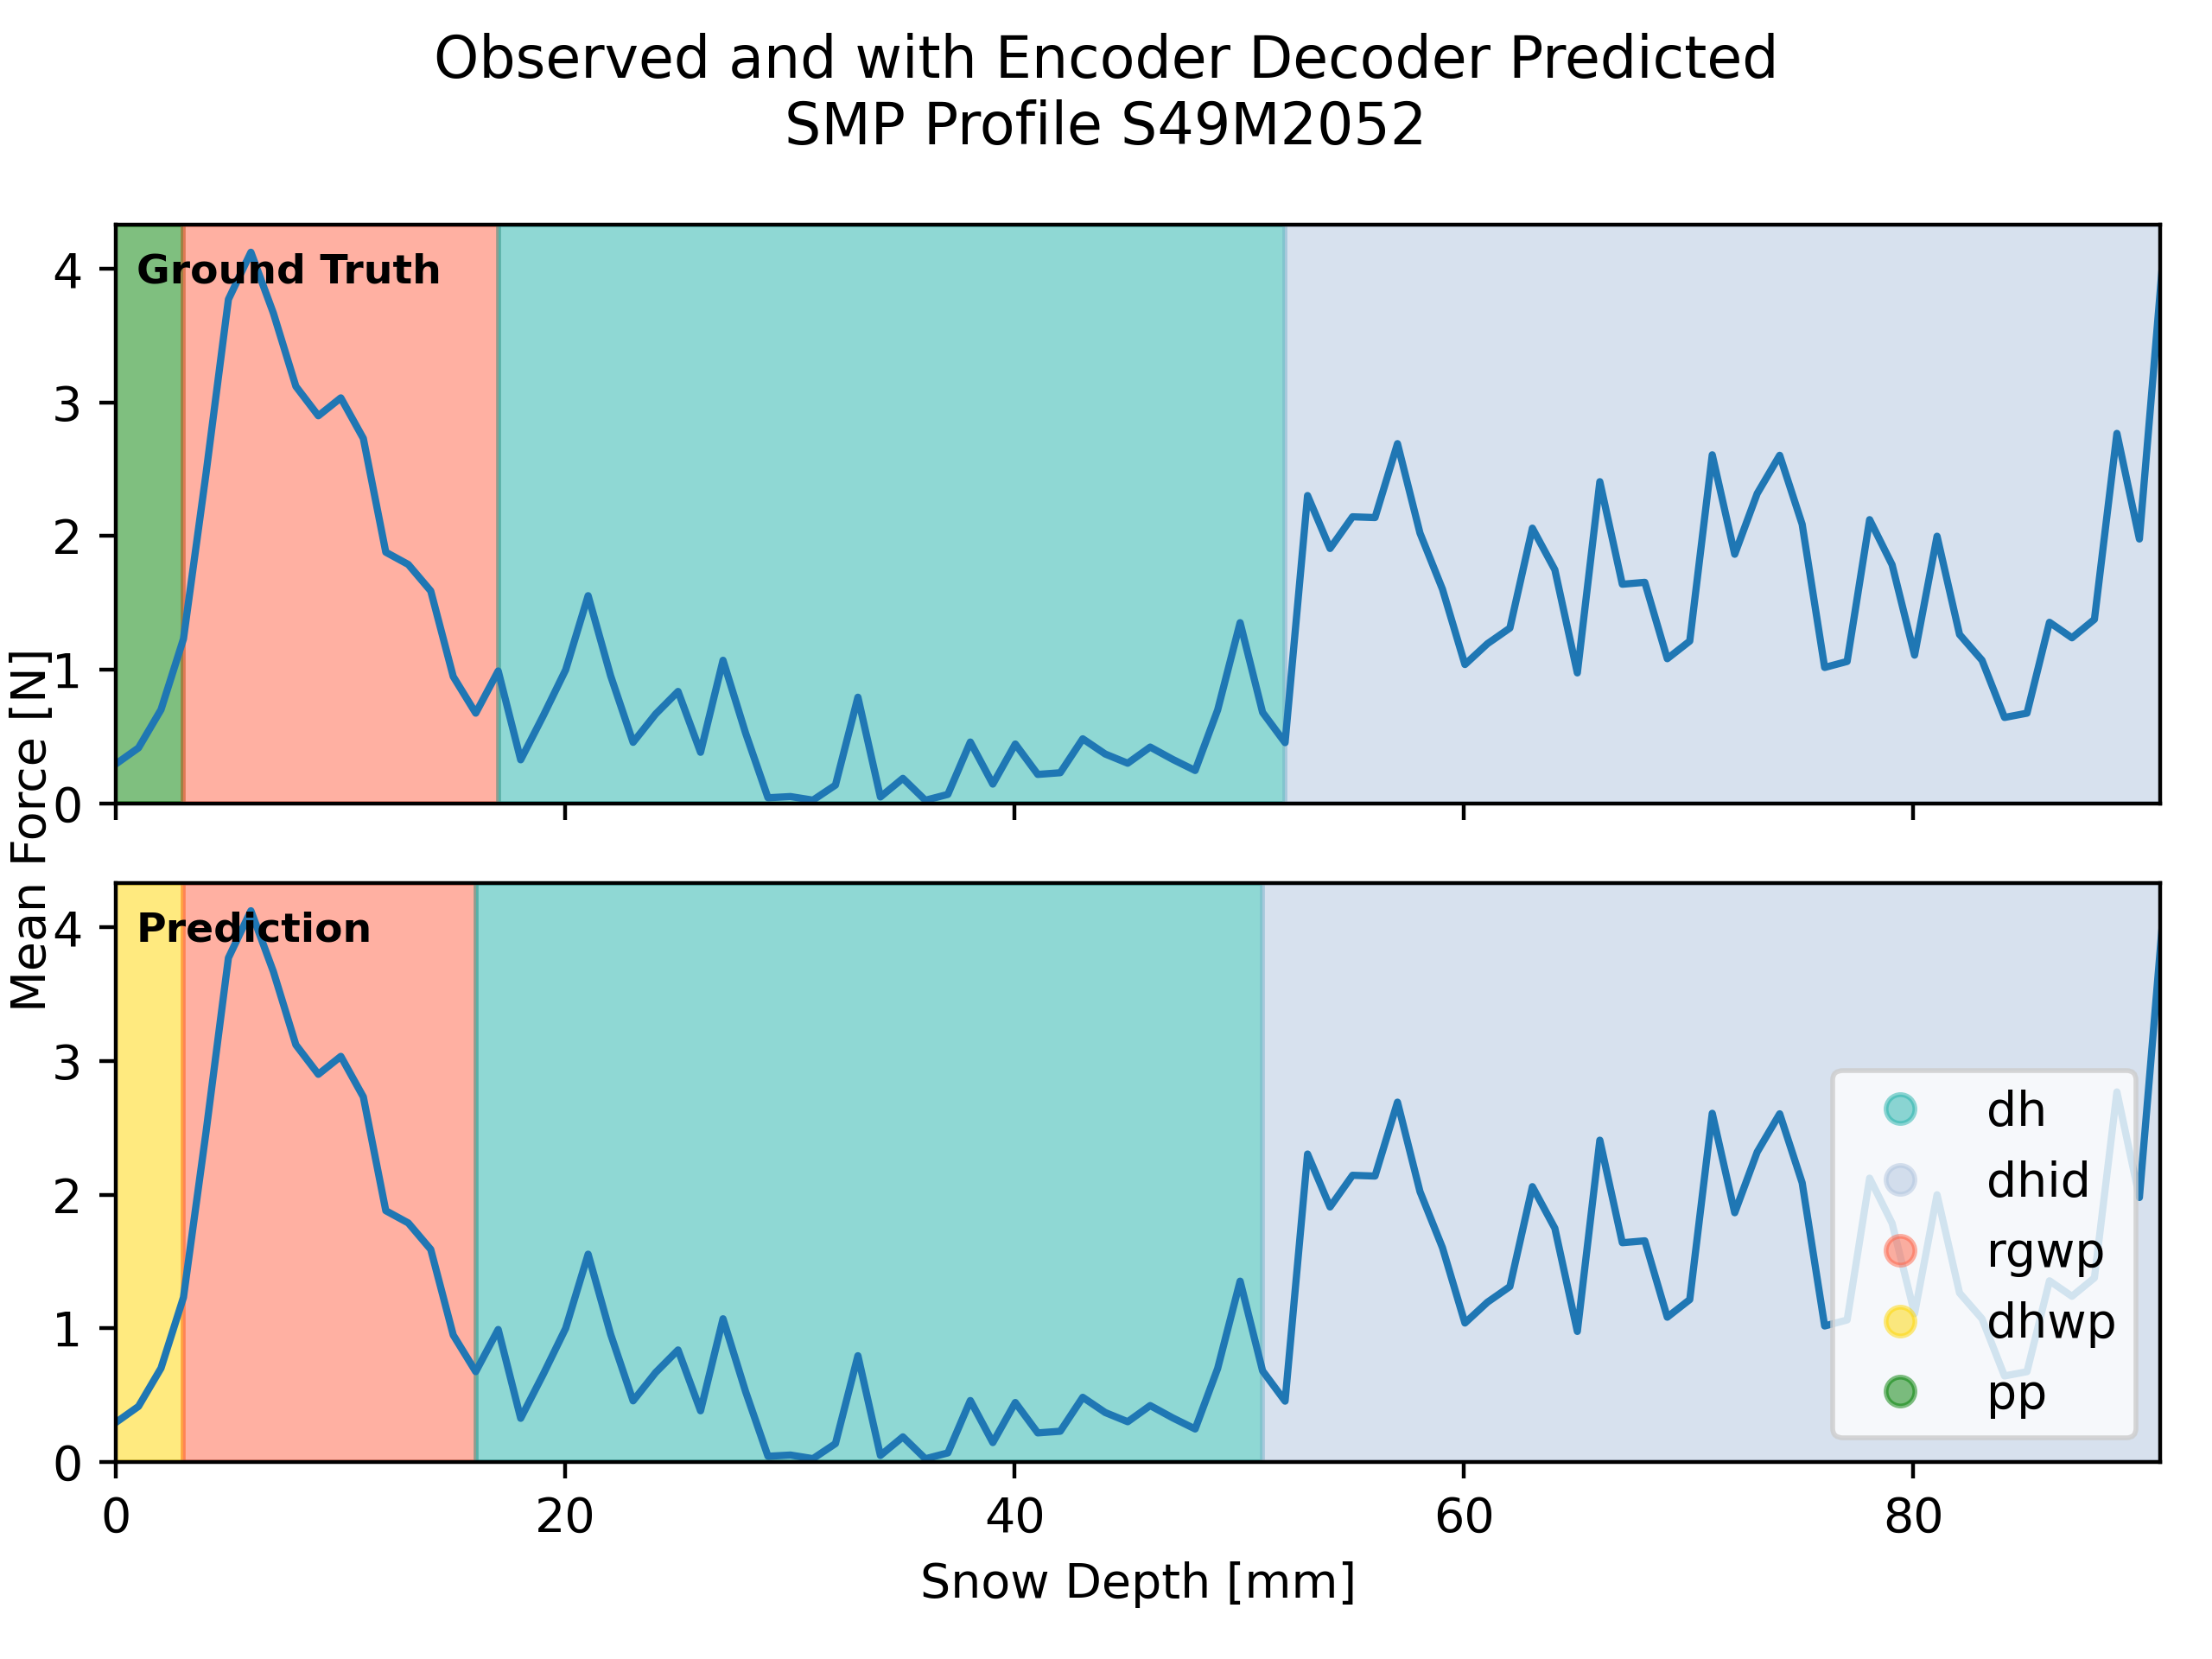 Observed and with Encoder Decoder Predicted
SMP Profile S49M2052
Mean Force [N]
4
3
2
1
0
Ground Truth
4
3
2
1
0
Prediction
dh
dhid
rgwp
dhwp
pp
0 20 40 60 80
Snow Depth [mm]